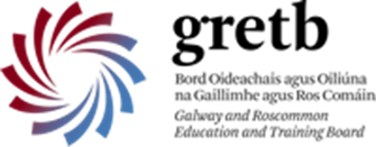 gretb
Bord Oideachais agus Oiliúna
na Gaillimhe agus Ros Comáin
Galway and Roscommon
Education and Training Board